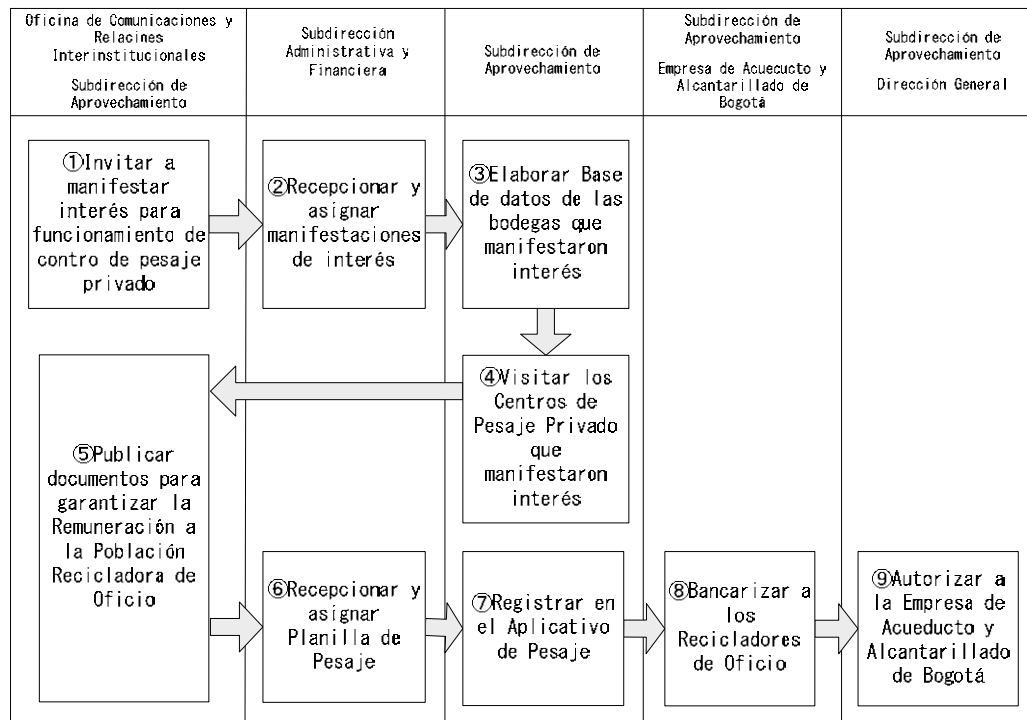 Oficina de Comunicaciones y
Relacines
Interinstitucionales
Subdirección de
Aprovechamiento
Subdirección
Administrativa y
Financiera
Subdirección de
Aprovechamiento
Subdirección de
Aprovechamiento
Empresa de Acuecucto y
Alcantarillado de
Bogotá
Subdirección de
Aprovechamiento
Dirección General
①Invitar a
manifestar
interés para
funcionamiento de
contro de pesaje
privado
②Recepcionar y
asignar
manifestaciones
de interés
③Elaborar Base
de datos de las
bodegas que
manifestaron
interés
④Visitar los
Centros de
Pesaje Privado
que
manifestaron
interés
⑤Publicar
documentos para
garantizar la
Remuneración a
la Población
Recicladora de
Oficio
⑥Recepcionar y
asignar
Planilla de
Pesaje
⑦Registrar en
el Aplicativo
de Pesaje
⑧Bancarizar a
los
Recicladores
de Oficio
⑨Autorizar a
la Empresa de
Acueducto y
Alcantarillado
de Bogotá